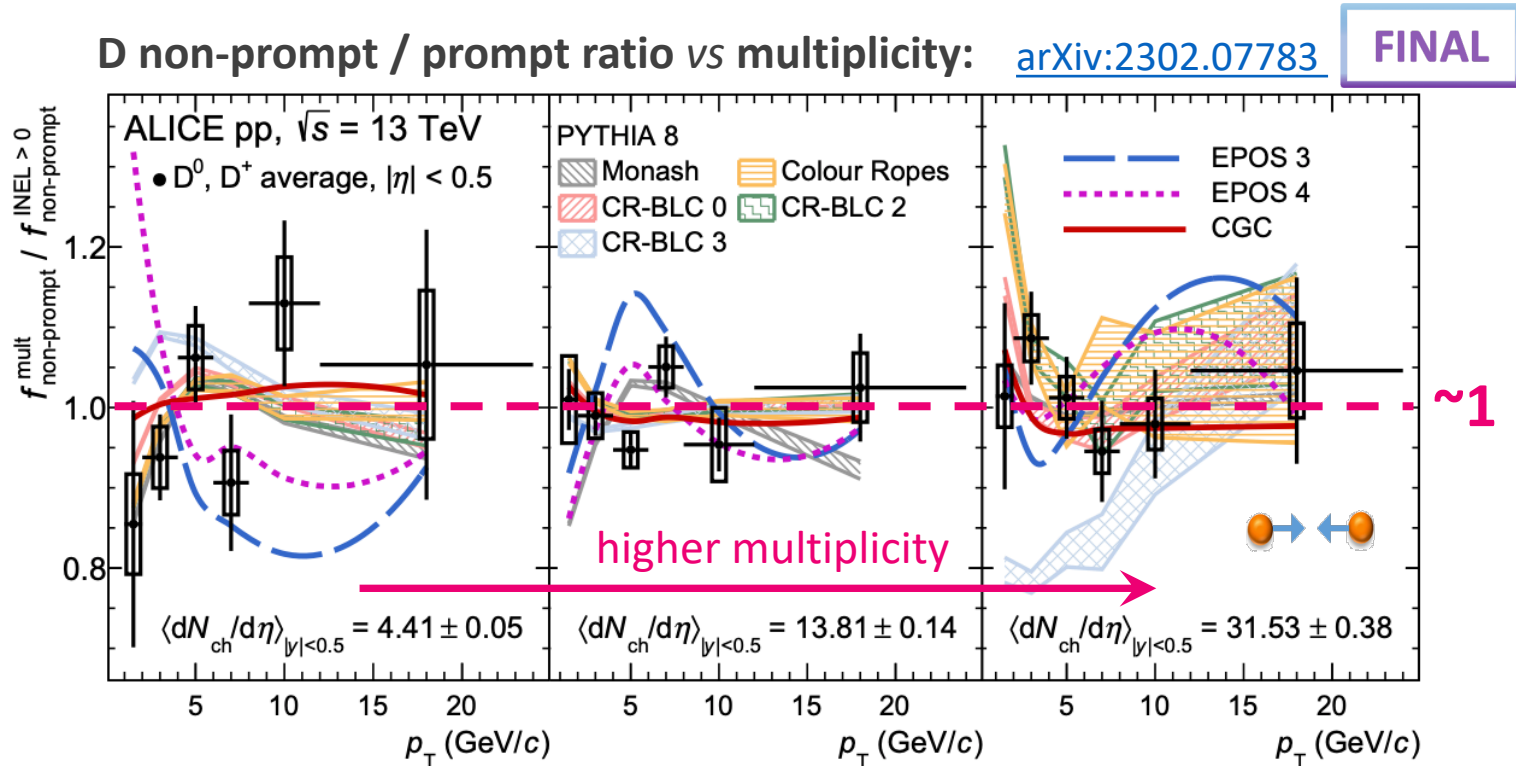 D non-prompt / prompt ratio vs multiplicity: arXiv:2302.07783 FINAL
ALICE pp, √s = 13 TeV
• D⁰, D⁺ average, |η| < 0.5
PYTHIA 8
Monash Colour Ropes
CR-BLC 0 CR-BLC 2
CR-BLC 3
EPOS 3
EPOS 4
CGC
f^mult_non-prompt / f^INEL > 0_non-prompt
1.2
1.0
0.8
~1
higher multiplicity
⟨dN_ch/dη⟩_|y|<0.5 = 4.41 ± 0.05
⟨dN_ch/dη⟩_|y|<0.5 = 13.81 ± 0.14
⟨dN_ch/dη⟩_|y|<0.5 = 31.53 ± 0.38
5 10 15 20
5 10 15 20
5 10 15 20
p_T (GeV/c)
p_T (GeV/c)
p_T (GeV/c)